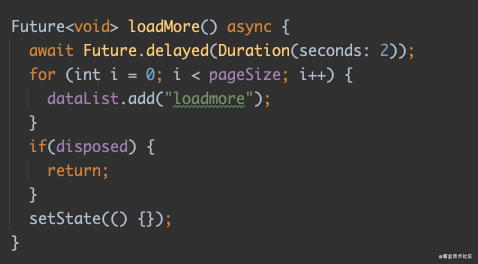 Future<void> loadMore() async {
  await Future.delayed(Duration(seconds: 2));
  for (int i = 0; i < pageSize; i++) {
    dataList.add("loadmore");
  }
  if(disposed) {
    return;
  }
  setState(() {});
}
@稀土掘金技术社区